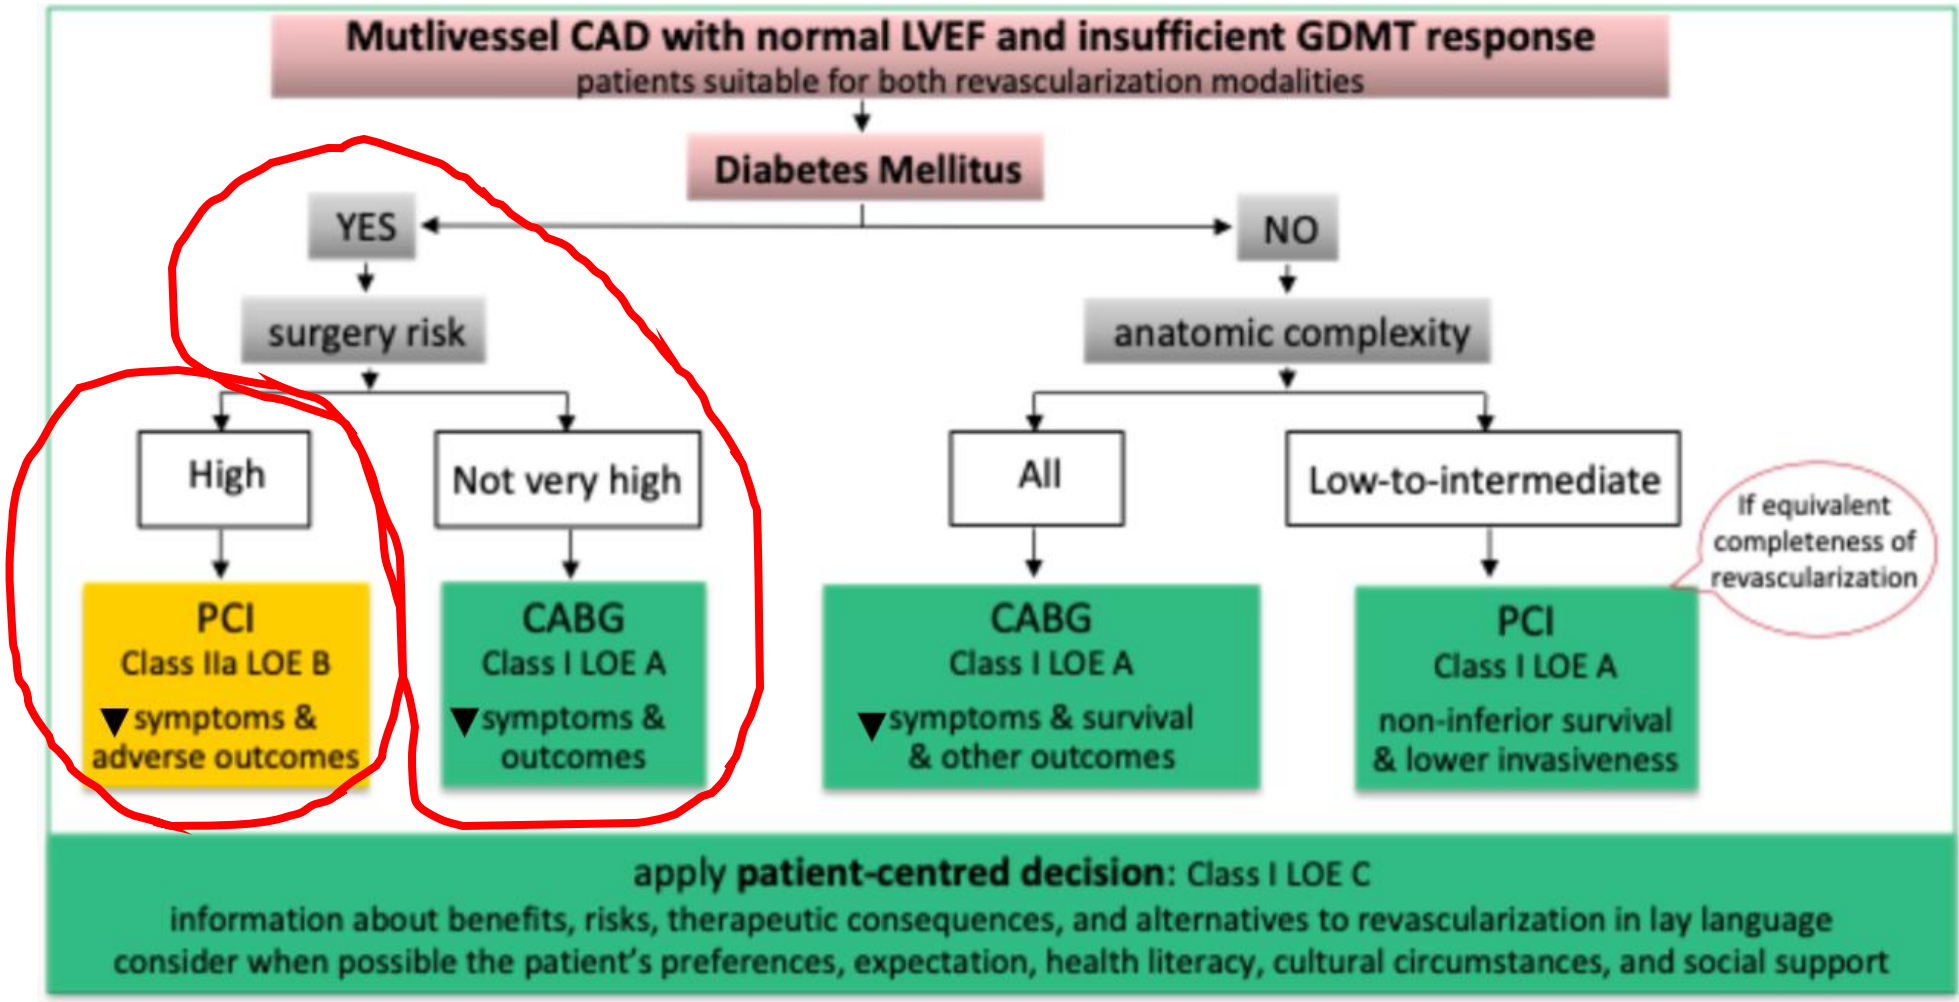 Mutlivessel CAD with normal LVEF and insufficient GDMT response
patients suitable for both revascularization modalities
Diabetes Mellitus
YES
NO
surgery risk
anatomic complexity
High
Not very high
All
Low-to-intermediate
If equivalent
completeness of
revascularization
PCI
Class IIa LOE B
▼ symptoms &
adverse outcomes
CABG
Class I LOE A
▼ symptoms &
outcomes
CABG
Class I LOE A
▼ symptoms & survival
& other outcomes
PCI
Class I LOE A
non-inferior survival
& lower invasiveness
apply patient-centred decision: Class I LOE C
information about benefits, risks, therapeutic consequences, and alternatives to revascularization in lay language
consider when possible the patient's preferences, expectation, health literacy, cultural circumstances, and social support